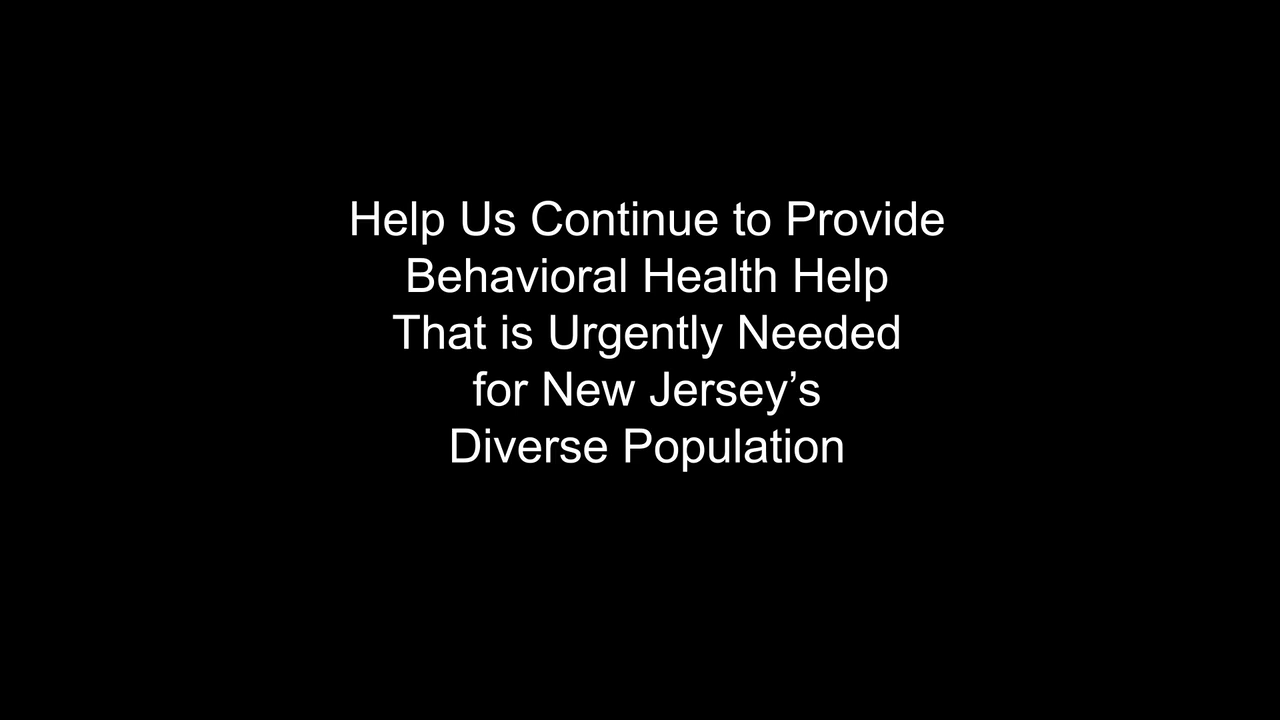 Help Us Continue to Provide
Behavioral Health Help
That is Urgently Needed
for New Jersey’s
Diverse Population